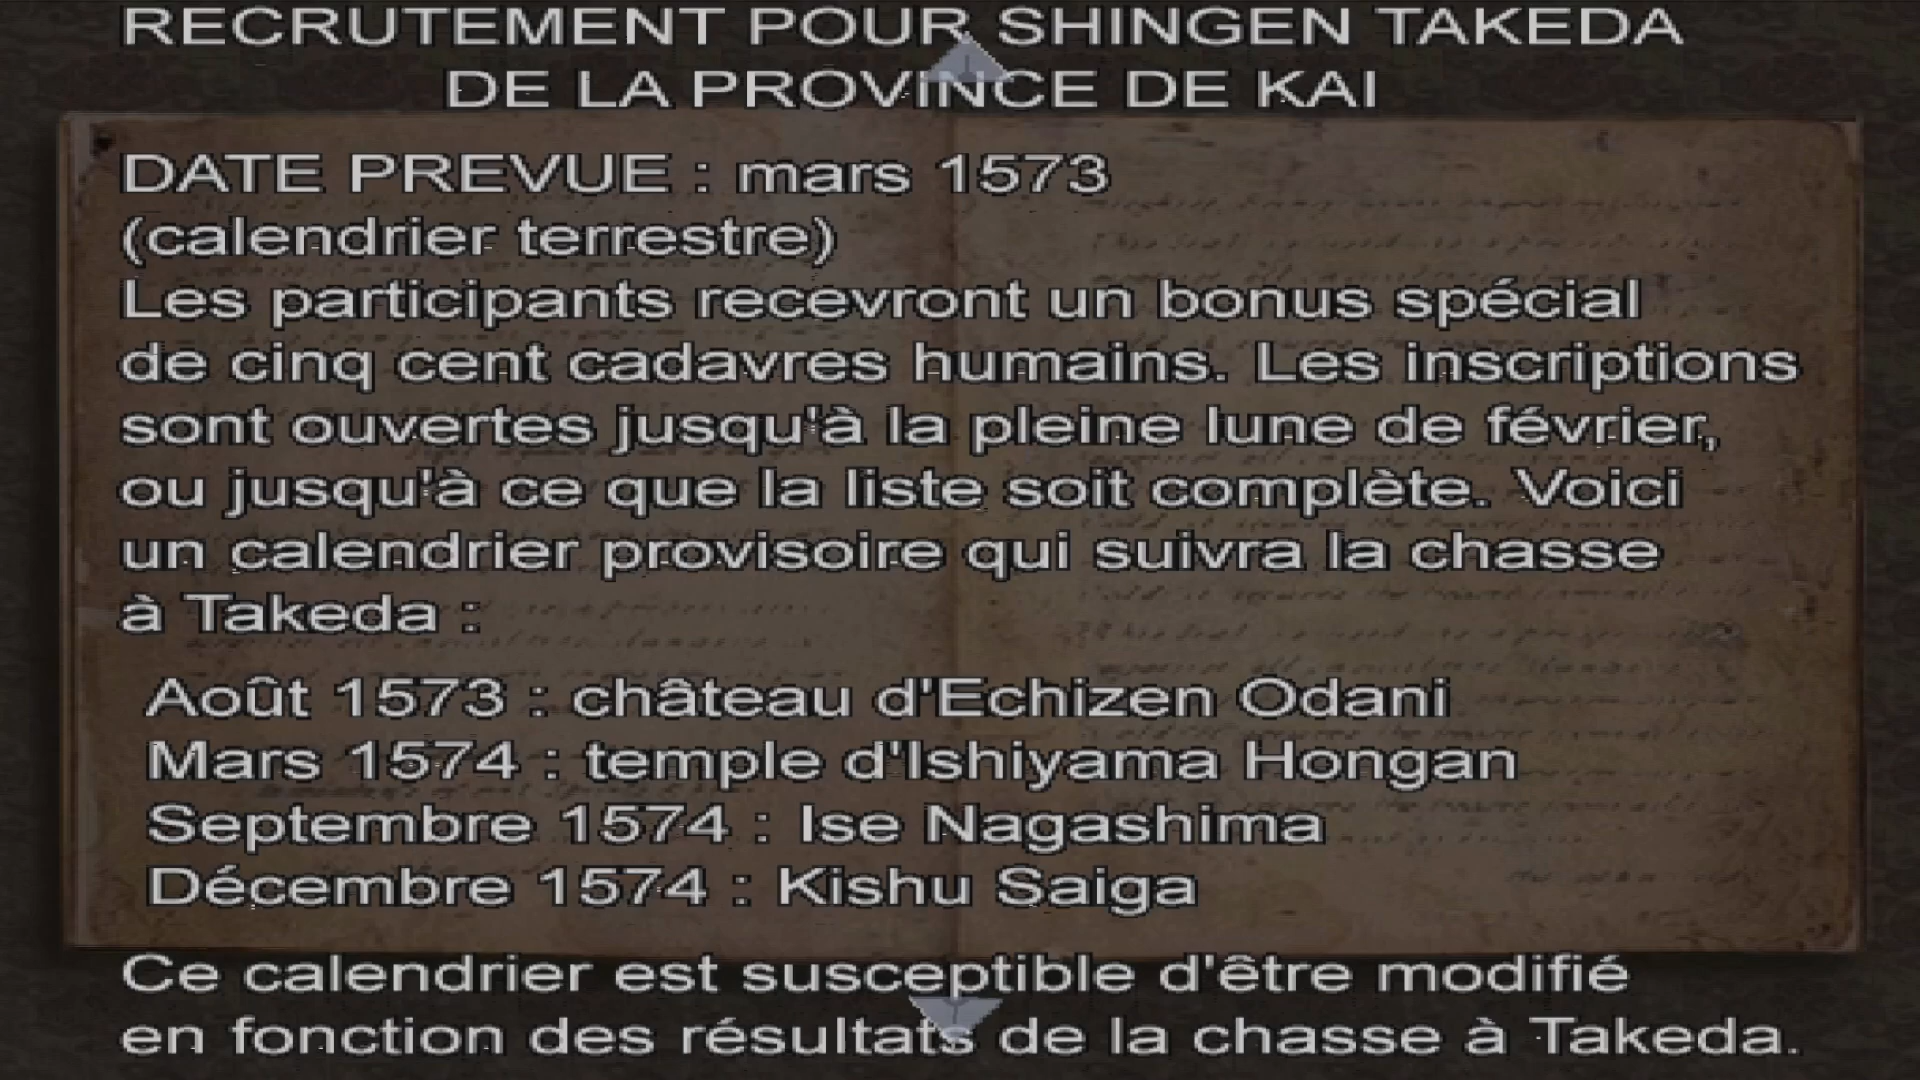 RECRUTEMENT POUR SHINGEN TAKEDA
DE LA PROVINCE DE KAI
DATE PREVUE : mars 1573
(calendrier terrestre)
Les participants recevront un bonus spécial
de cinq cent cadavres humains. Les inscriptions
sont ouvertes jusqu'à la pleine lune de février,
ou jusqu'à ce que la liste soit complète. Voici
un calendrier provisoire qui suivra la chasse
à Takeda :
Août 1573 : château d'Echizen Odani
Mars 1574 : temple d'Ishiyama Hongan
Septembre 1574 : Ise Nagashima
Décembre 1574 : Kishu Saiga
Ce calendrier est susceptible d'être modifié
en fonction des résultats de la chasse à Takeda.